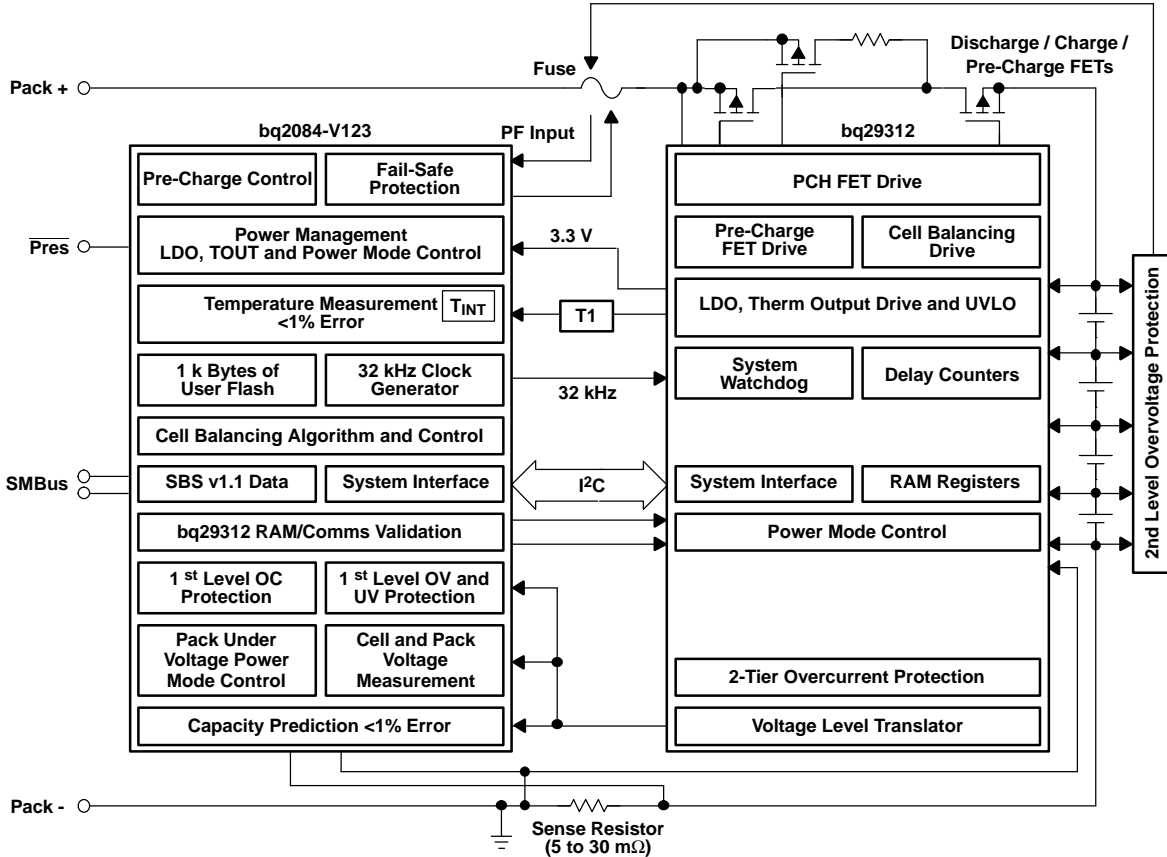 Discharge / Charge /
Pre-Charge FETs
Fuse
Pack +
bq2084-V123
PF Input
bq29312
Pre-Charge Control
Fail-Safe
Protection
PCH FET Drive
Pres
Power Management
LDO, TOUT and Power Mode Control
3.3 V
Pre-Charge
FET Drive
Cell Balancing
Drive
Temperature Measurement
<1% Error
TINT
T1
LDO, Therm Output Drive and UVLO
2nd Level Overvoltage Protection
1 k Bytes of
User Flash
32 kHz Clock
Generator
32 kHz
System
Watchdog
Delay Counters
Cell Balancing Algorithm and Control
SMBus
SBS v1.1 Data
System Interface
I2C
System Interface
RAM Registers
bq29312 RAM/Comms Validation
Power Mode Control
1 st Level OC
Protection
1 st Level OV and
UV Protection
Pack Under
Voltage Power
Mode Control
Cell and Pack
Voltage
Measurement
2-Tier Overcurrent Protection
Capacity Prediction <1% Error
Voltage Level Translator
Pack -
Sense Resistor
(5 to 30 mΩ)